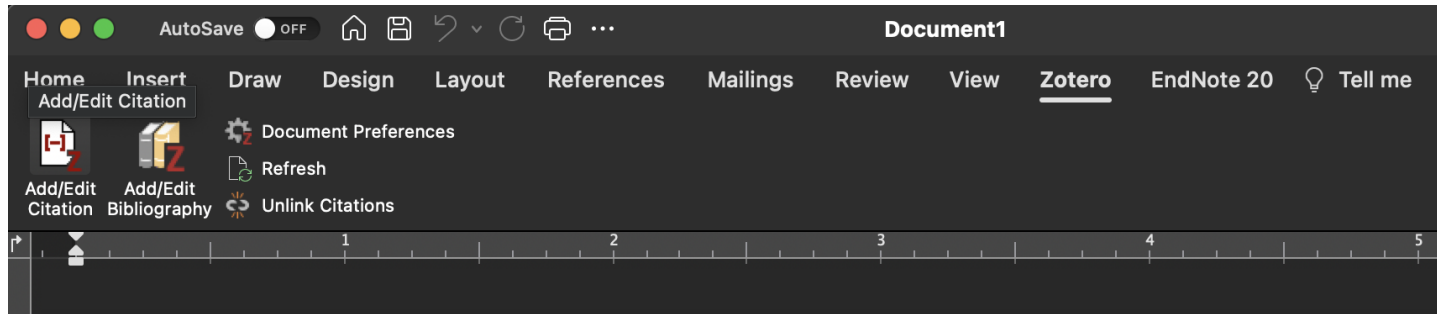 AutoSave OFF Document1
Home Insert Draw Design Layout References Mailings Review View Zotero EndNote 20 Tell me
Add/Edit Citation
[-] Z
Z
Add/Edit
Citation
Add/Edit
Bibliography
Document Preferences
Refresh
Unlink Citations
1 2 3 4 5